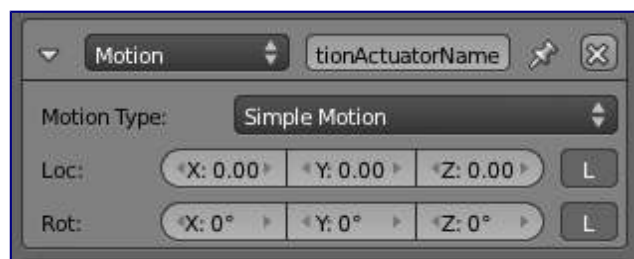 Motion tionActuatorName
Motion Type: Simple Motion
Loc: X: 0.00 Y: 0.00 Z: 0.00 L
Rot: X: 0° Y: 0° Z: 0° L